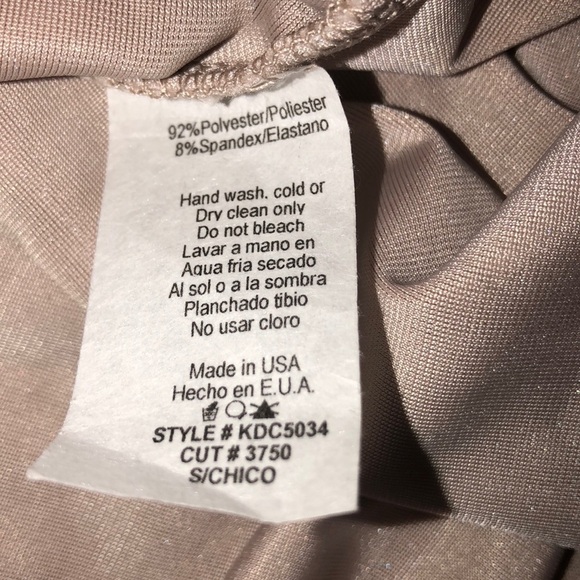 92%Polyester/Poliester
8%Spandex/Elastano
Hand wash. cold or
Dry clean only
Do not bleach
Lavar a mano en
Agua fria secado
Al sol o a la sombra
Planchado tibio
No usar cloro
Made in USA
Hecho en E.U.A.
STYLE # KDC5034
CUT # 3750
S/CHICO